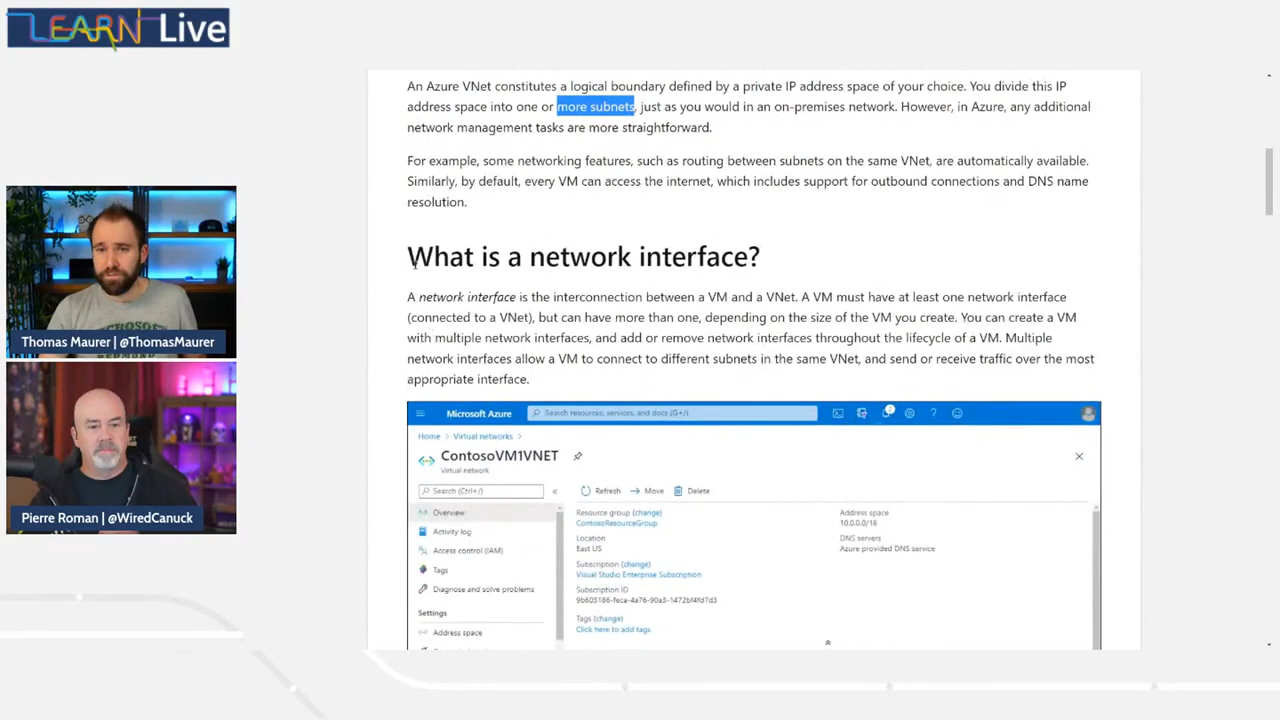 LEARN Live
An Azure VNet constitutes a logical boundary defined by a private IP address space of your choice. You divide this IP
address space into one or more subnets, just as you would in an on-premises network. However, in Azure, any additional
network management tasks are more straightforward.
For example, some networking features, such as routing between subnets on the same VNet, are automatically available.
Similarly, by default, every VM can access the internet, which includes support for outbound connections and DNS name
resolution.
What is a network interface?
A network interface is the interconnection between a VM and a VNet. A VM must have at least one network interface
(connected to a VNet), but can have more than one, depending on the size of the VM you create. You can create a VM
with multiple network interfaces, and add or remove network interfaces throughout the lifecycle of a VM. Multiple
network interfaces allow a VM to connect to different subnets in the same VNet, and send or receive traffic over the most
appropriate interface.
Microsoft Azure
Search resources, services, and docs (G+/)
Home > Virtual networks >
ContosoVM1VNET
Virtual network
Search (Ctrl+/)
Overview
Activity log
Access control (IAM)
Tags
Diagnose and solve problems
Settings
Address space
Refresh Move Delete
Resource group (change)
ContosoResourceGroup
Location
East US
Subscription (change)
Visual Studio Enterprise Subscription
Subscription ID
Tags (change)
Click here to add tags
Address space
10.0.0.0/16
DNS servers
Azure provided DNS service
Thomas Maurer | @ThomasMaurer
Pierre Roman | @WiredCanuck